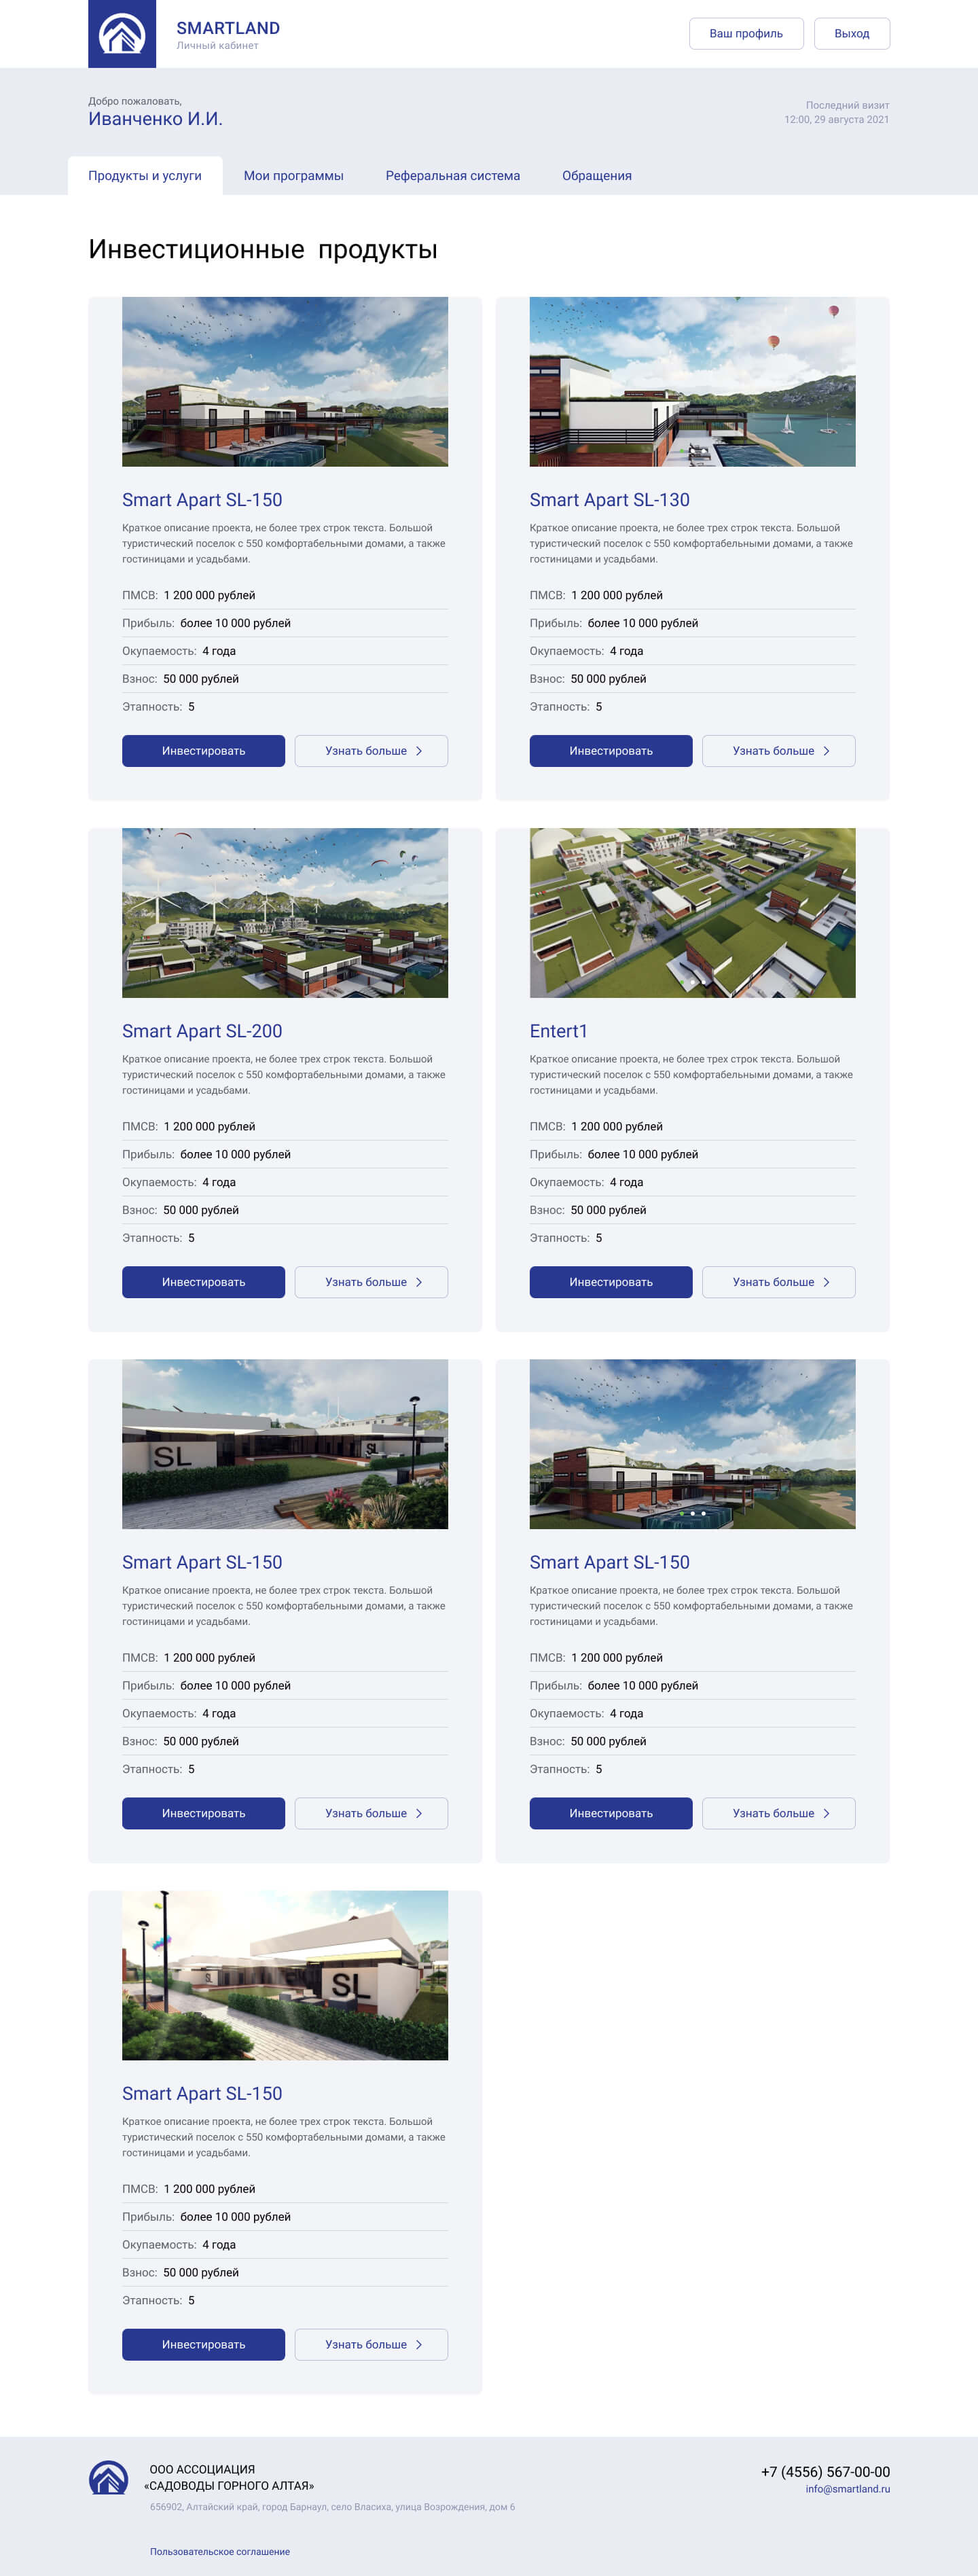 SMARTLAND
Личный кабинет
Ваш профиль
Выход
Добро пожаловать,
Иванченко И.И.
Последний визит
12:00, 29 августа 2021
Продукты и услуги
Мои программы
Реферальная система
Обращения
Инвестиционные продукты
Smart Apart SL-150
Краткое описание проекта, не более трех строк текста. Большой
туристический поселок с 550 комфортабельными домами, а также
гостиницами и усадьбами.
ПМСВ: 1 200 000 рублей
Прибыль: более 10 000 рублей
Окупаемость: 4 года
Взнос: 50 000 рублей
Этапность: 5
Инвестировать
Узнать больше
Smart Apart SL-130
Краткое описание проекта, не более трех строк текста. Большой
туристический поселок с 550 комфортабельными домами, а также
гостиницами и усадьбами.
ПМСВ: 1 200 000 рублей
Прибыль: более 10 000 рублей
Окупаемость: 4 года
Взнос: 50 000 рублей
Этапность: 5
Инвестировать
Узнать больше
Smart Apart SL-200
Краткое описание проекта, не более трех строк текста. Большой
туристический поселок с 550 комфортабельными домами, а также
гостиницами и усадьбами.
ПМСВ: 1 200 000 рублей
Прибыль: более 10 000 рублей
Окупаемость: 4 года
Взнос: 50 000 рублей
Этапность: 5
Инвестировать
Узнать больше
Entert1
Краткое описание проекта, не более трех строк текста. Большой
туристический поселок с 550 комфортабельными домами, а также
гостиницами и усадьбами.
ПМСВ: 1 200 000 рублей
Прибыль: более 10 000 рублей
Окупаемость: 4 года
Взнос: 50 000 рублей
Этапность: 5
Инвестировать
Узнать больше
SL
SL
Smart Apart SL-150
Краткое описание проекта, не более трех строк текста. Большой
туристический поселок с 550 комфортабельными домами, а также
гостиницами и усадьбами.
ПМСВ: 1 200 000 рублей
Прибыль: более 10 000 рублей
Окупаемость: 4 года
Взнос: 50 000 рублей
Этапность: 5
Инвестировать
Узнать больше
Smart Apart SL-150
Краткое описание проекта, не более трех строк текста. Большой
туристический поселок с 550 комфортабельными домами, а также
гостиницами и усадьбами.
ПМСВ: 1 200 000 рублей
Прибыль: более 10 000 рублей
Окупаемость: 4 года
Взнос: 50 000 рублей
Этапность: 5
Инвестировать
Узнать больше
SL
SL
Smart Apart SL-150
Краткое описание проекта, не более трех строк текста. Большой
туристический поселок с 550 комфортабельными домами, а также
гостиницами и усадьбами.
ПМСВ: 1 200 000 рублей
Прибыль: более 10 000 рублей
Окупаемость: 4 года
Взнос: 50 000 рублей
Этапность: 5
Инвестировать
Узнать больше
ООО АССОЦИАЦИЯ
«САДОВОДЫ ГОРНОГО АЛТАЯ»
656902, Алтайский край, город Барнаул, село Власиха, улица Возрождения, дом 6
Пользовательское соглашение
+7 (4556) 567-00-00
info@smartland.ru